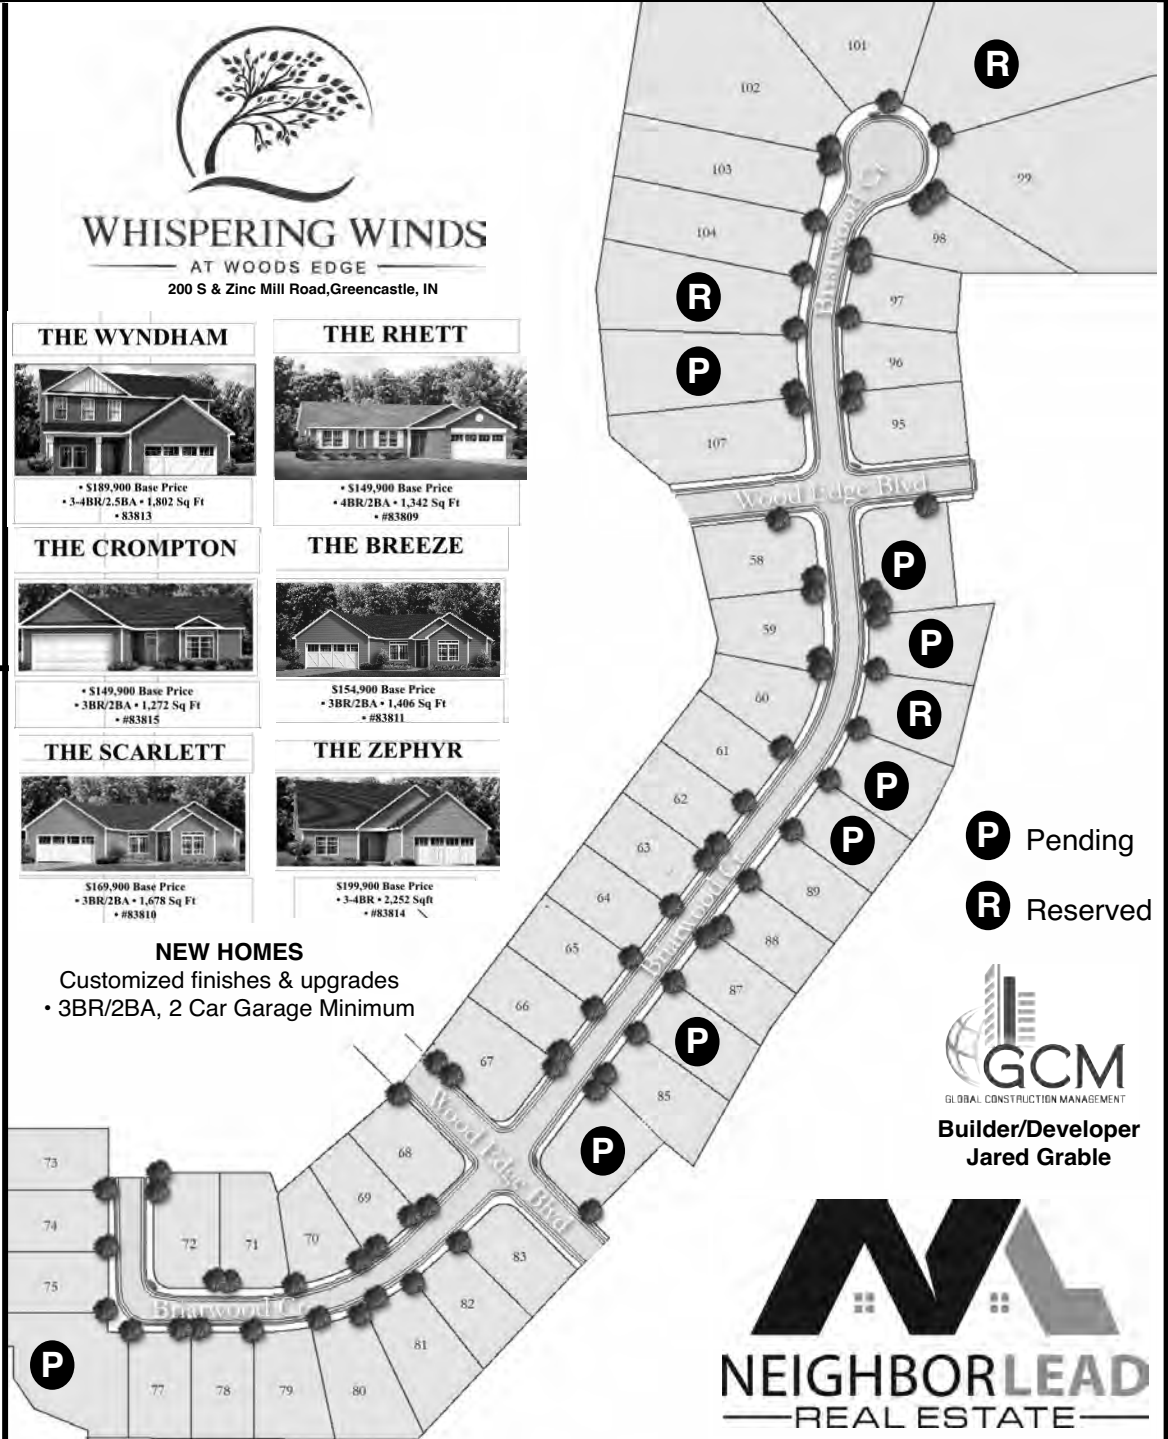 WHISPERING WINDS
AT WOODS EDGE
200 S & Zinc Mill Road,Greencastle, IN
THE WYNDHAM
• $189,900 Base Price
• 3-4BR/2.5BA • 1,802 Sq Ft
• 83813
THE RHETT
• $149,900 Base Price
• 4BR/2BA • 1,342 Sq Ft
• #83809
THE CROMPTON
• $149,900 Base Price
• 3BR/2BA • 1,272 Sq Ft
• #83815
THE BREEZE
$154,900 Base Price
• 3BR/2BA • 1,406 Sq Ft
• #83811
THE SCARLETT
$169,900 Base Price
• 3BR/2BA • 1,678 Sq Ft
• #83810
THE ZEPHYR
$199,900 Base Price
• 3-4BR • 2,252 Sqft
• #83814
NEW HOMES
Customized finishes & upgrades
• 3BR/2BA, 2 Car Garage Minimum
101
R
102
103
99
104
98
Briarwood Ct
R
97
P
96
95
107
Wood Edge Blvd
58
P
59
P
60
R
61
P
62
P
63
89
64
88
65
Briarwood Ct
87
66
P
67
85
Wood Edge Blvd
P
68
69
70
71
72
73
74
75
Briarwood Ct
83
82
81
P
77
78
79
80
P Pending
R Reserved
GCM
GLOBAL CONSTRUCTION MANAGEMENT
Builder/Developer
Jared Grable
NEIGHBORLEAD
REAL ESTATE